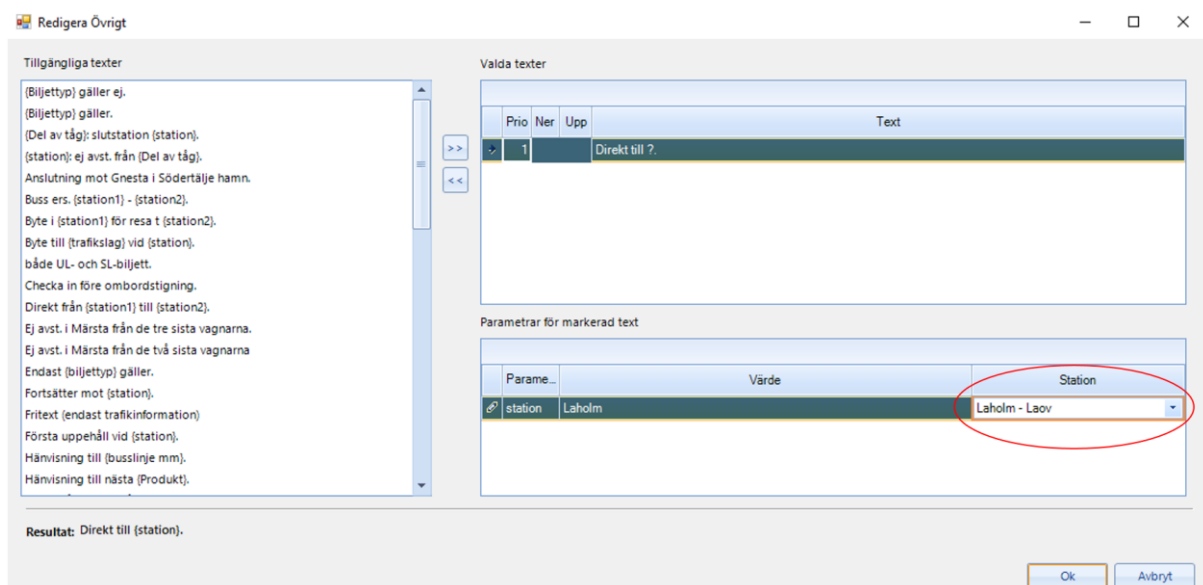 Redigera Övrigt
Tillgängliga texter
{Biljettyp} gäller ej.
{Biljettyp} gäller.
{Del av tåg}: slutstation {station}.
{station}: ej avst. från {Del av tåg}.
Anslutning mot Gnesta i Södertälje hamn.
Buss ers. {station1} - {station2}.
Byte i {station1} för resa t {station2}.
Byte till {trafikslag} vid {station}.
både UL- och SL-biljett.
Checka in före ombordstigning.
Direkt från {station1} till {station2}.
Ej avst. i Märsta från de tre sista vagnarna.
Ej avst. i Märsta från de två sista vagnarna
Endast {biljettyp} gäller.
Fortsätter mot {station}.
Fritext (endast trafikinformation)
Första uppehåll vid {station}.
Hänvisning till {busslinje mm}.
Hänvisning till nästa {Produkt}.
>>
<<
Valda texter
Prio Ner Upp Text
1 Direkt till ?.
Parametrar för markerad text
Parame... Värde Station
station Laholm Laholm - Laov
Resultat: Direkt till {station}.
Ok Avbryt